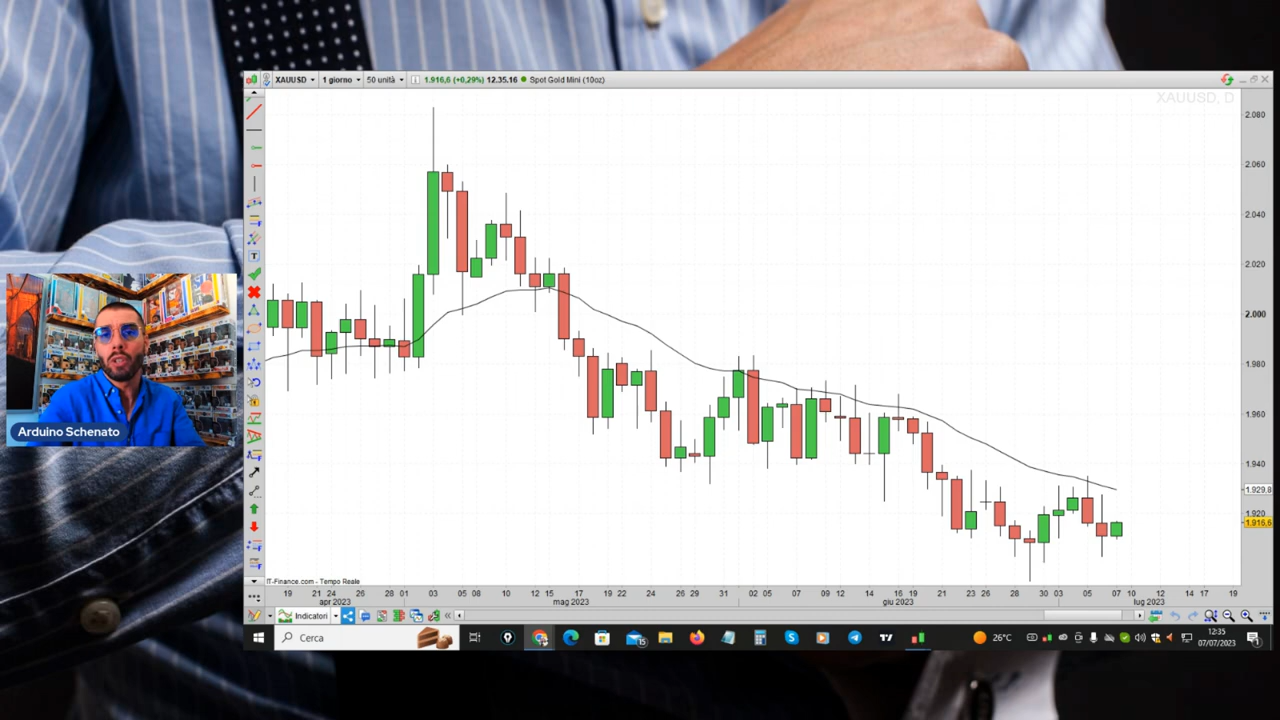 XAUUSD 1 giorno 50 unità 1.916,6 (+0,29%) 12.35.16 Spot Gold Mini (10oz)
XAUUSD, D
2.080
2.060
2.040
2.020
2.000
1.980
1.960
1.940
1.929,8
1.920
1.916,6
Arduino Schenato
IT-Finance.com - Tempo Reale
19 21 24 26 28 01 03 05 08 10 12 15 17 19 22 24 26 29 31 02 05 07 09 12 14 16 19 21 23 26 28 30 03 05 07 10 12 14 17 19
apr 2023 mag 2023 giu 2023 lug 2023
Indicatori
Cerca
15
26°C
12:35
07/07/2023